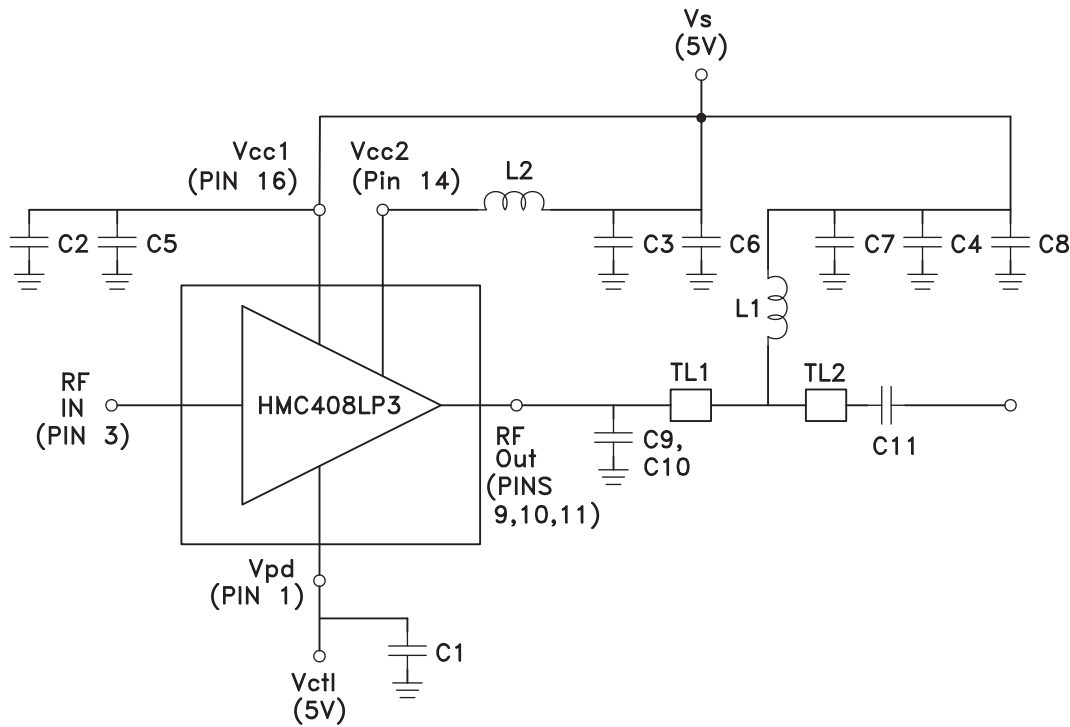 Vs
(5V)
Vcc1
(PIN 16)
Vcc2
(Pin 14)
L2
C2
C5
C3
C6
C7
C4
C8
L1
RF
IN
(PIN 3)
HMC408LP3
TL1
TL2
RF
Out
(PINS
9,10,11)
C9,
C10
C11
Vpd
(PIN 1)
C1
Vctl
(5V)